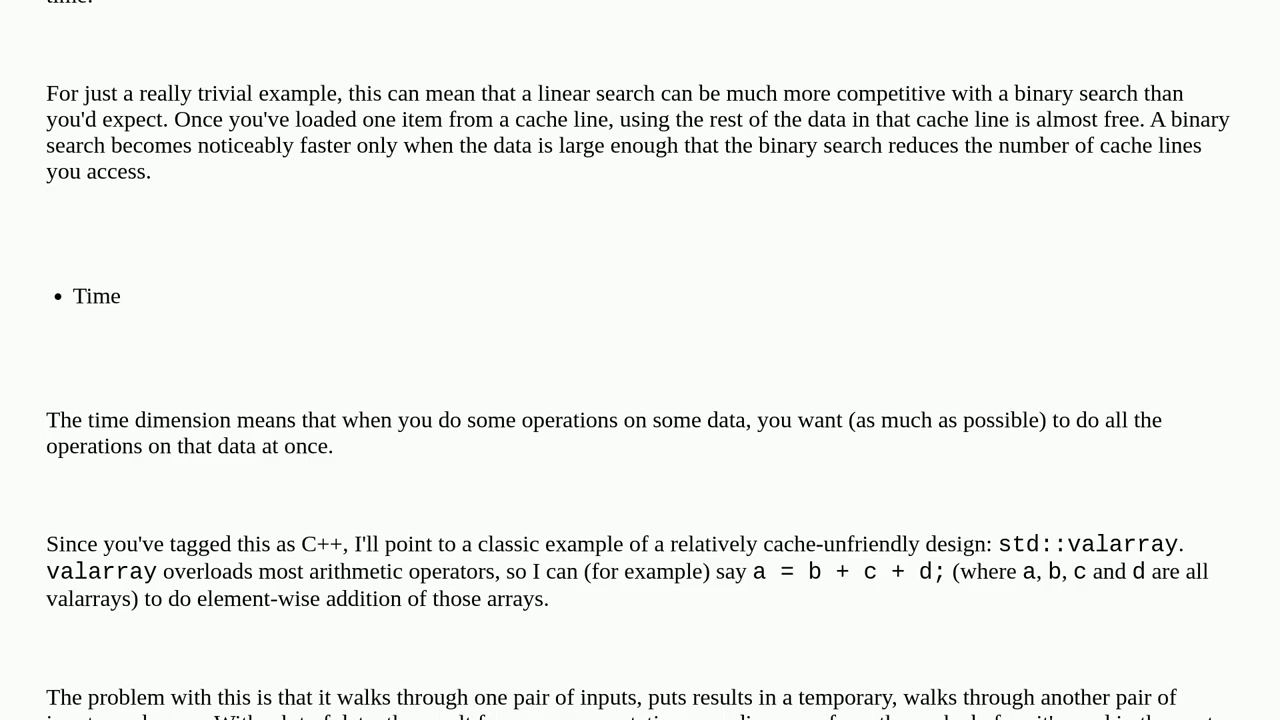 time.
For just a really trivial example, this can mean that a linear search can be much more competitive with a binary search than
you'd expect. Once you've loaded one item from a cache line, using the rest of the data in that cache line is almost free. A binary
search becomes noticeably faster only when the data is large enough that the binary search reduces the number of cache lines
you access.
• Time
The time dimension means that when you do some operations on some data, you want (as much as possible) to do all the
operations on that data at once.
Since you've tagged this as C++, I'll point to a classic example of a relatively cache-unfriendly design: std::valarray.
valarray overloads most arithmetic operators, so I can (for example) say a = b + c + d; (where a, b, c and d are all
valarrays) to do element-wise addition of those arrays.
The problem with this is that it walks through one pair of inputs, puts results in a temporary, walks through another pair of